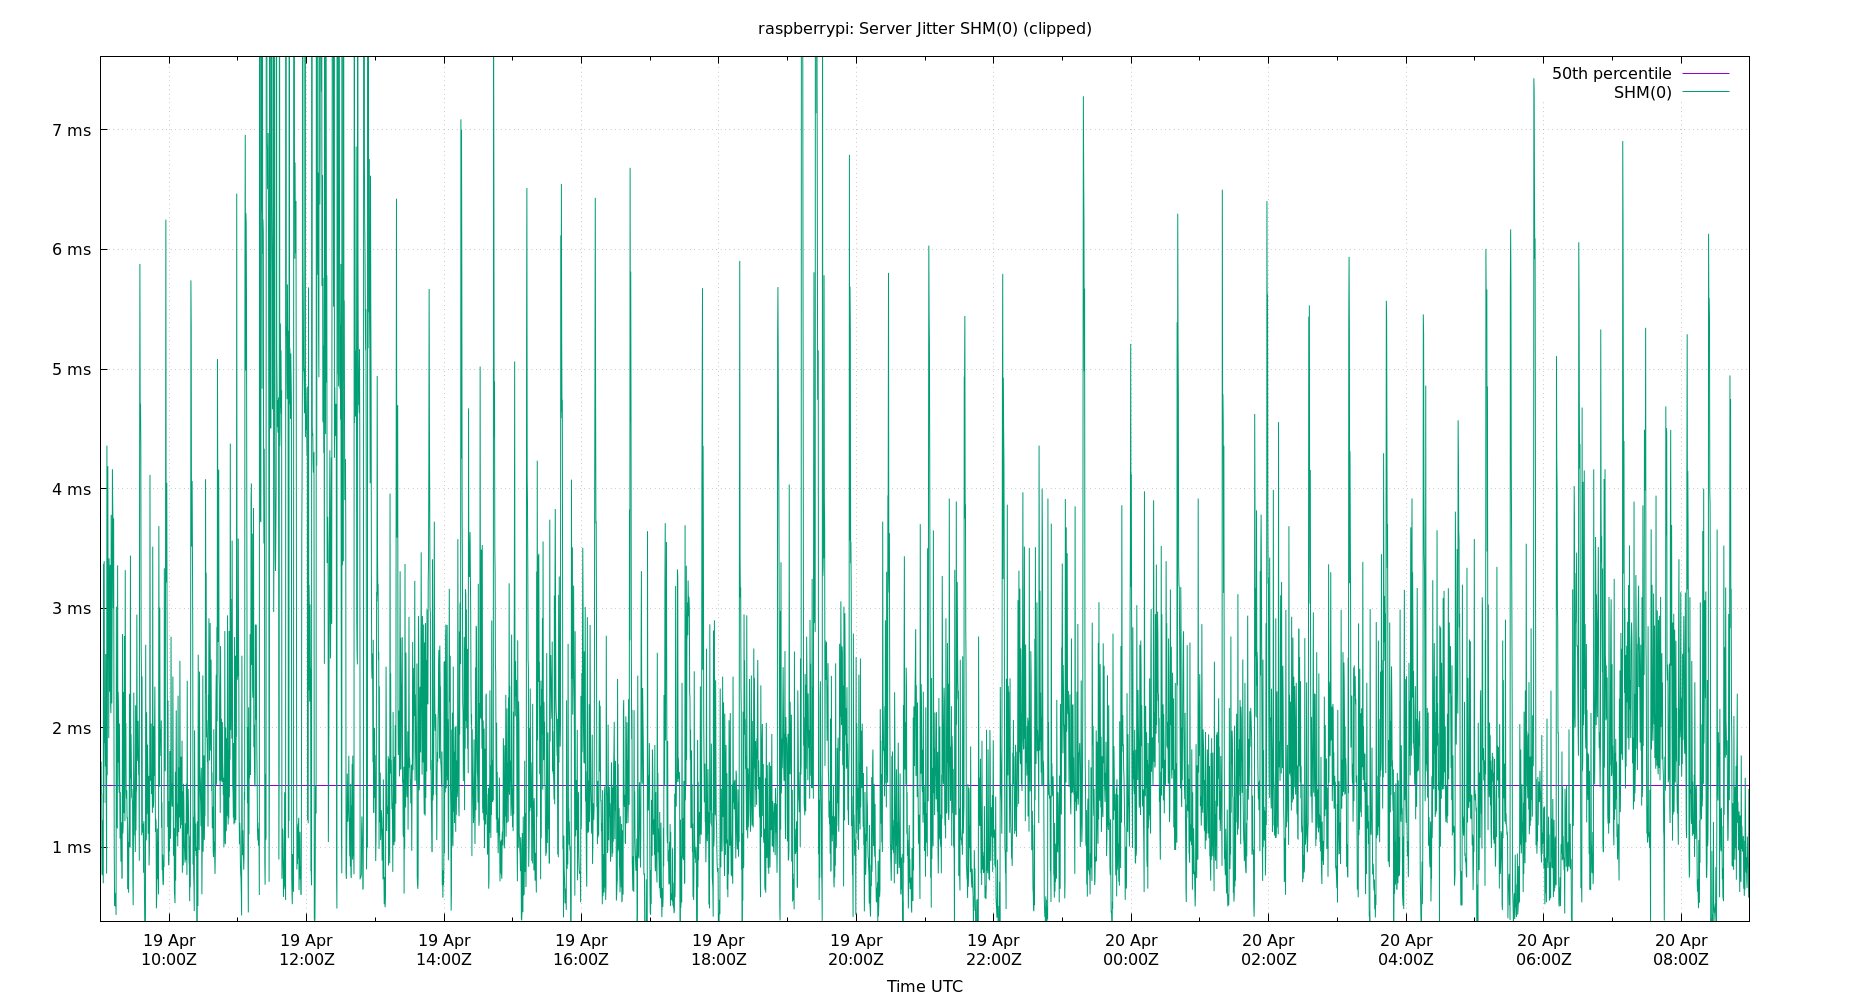 raspberrypi: Server Jitter SHM(0) (clipped)
50th percentile
SHM(0)
7 ms
6 ms
5 ms
4 ms
3 ms
2 ms
1 ms
19 Apr 19 Apr 19 Apr 19 Apr 19 Apr 19 Apr 19 Apr 20 Apr 20 Apr 20 Apr 20 Apr 20 Apr
10:00Z 12:00Z 14:00Z 16:00Z 18:00Z 20:00Z 22:00Z 00:00Z 02:00Z 04:00Z 06:00Z 08:00Z
Time UTC